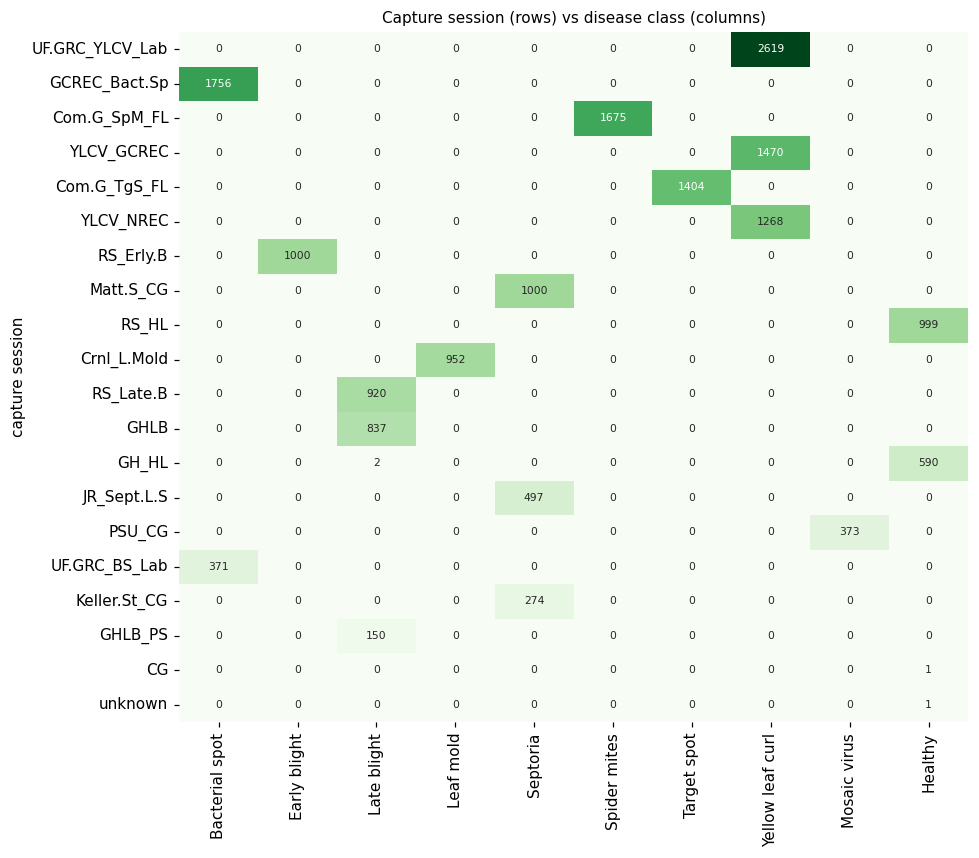 Capture session (rows) vs disease class (columns)
capture session
UF.GRC_YLCV_Lab 0 0 0 0 0 0 0 2619 0 0
GCREC_Bact.Sp 1756 0 0 0 0 0 0 0 0 0
Com.G_SpM_FL 0 0 0 0 0 1675 0 0 0 0
YLCV_GCREC 0 0 0 0 0 0 0 1470 0 0
Com.G_TgS_FL 0 0 0 0 0 0 1404 0 0 0
YLCV_NREC 0 0 0 0 0 0 0 1268 0 0
RS_Erly.B 0 1000 0 0 0 0 0 0 0 0
Matt.S_CG 0 0 0 0 1000 0 0 0 0 0
RS_HL 0 0 0 0 0 0 0 0 0 999
Crnl_L.Mold 0 0 0 952 0 0 0 0 0 0
RS_Late.B 0 0 920 0 0 0 0 0 0 0
GHLB 0 0 837 0 0 0 0 0 0 0
GH_HL 0 0 2 0 0 0 0 0 0 590
JR_Sept.L.S 0 0 0 0 497 0 0 0 0 0
PSU_CG 0 0 0 0 0 0 0 0 373 0
UF.GRC_BS_Lab 371 0 0 0 0 0 0 0 0 0
Keller.St_CG 0 0 0 0 274 0 0 0 0 0
GHLB_PS 0 0 150 0 0 0 0 0 0 0
CG 0 0 0 0 0 0 0 0 0 1
unknown 0 0 0 0 0 0 0 0 0 1
Bacterial spot
Early blight
Late blight
Leaf mold
Septoria
Spider mites
Target spot
Yellow leaf curl
Mosaic virus
Healthy